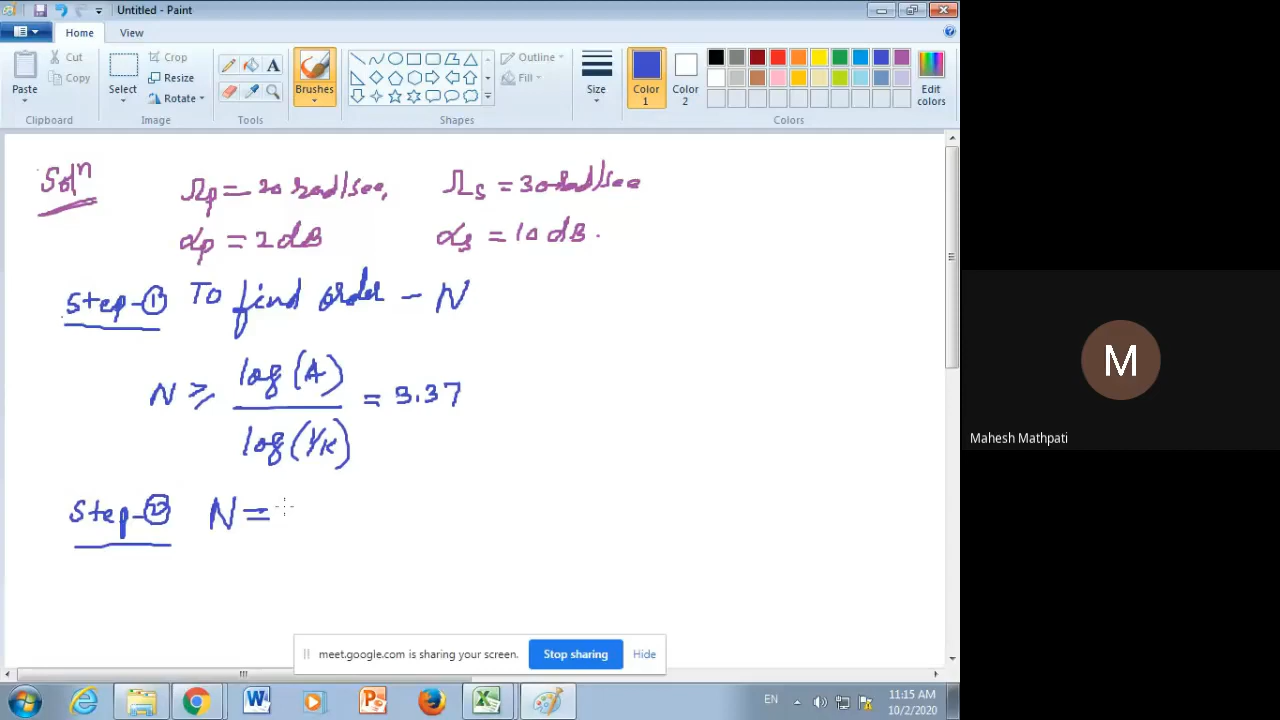 Untitled - Paint
Home View
Paste Cut Copy Select Crop Resize Rotate Brushes Outline Fill Size Color 1 Color 2 Edit colors
Clipboard Image Tools Shapes Colors
Solⁿ Ωp = 20 rad/sec, Ωs = 30 rad/sec
αp = 2 dB αs = 10 dB.
Step-① To find order - N
N ≥ log(A) / log(1/K) = 3.37
Step-② N =
M
Mahesh Mathpati
meet.google.com is sharing your screen. Stop sharing Hide
EN 11:15 AM
10/2/2020